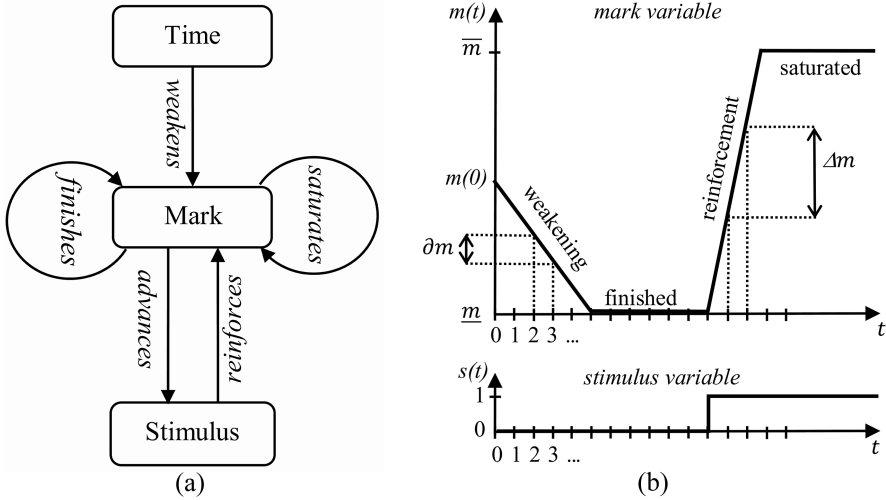 Time
weakens
finishes
saturates
Mark
advances
reinforces
Stimulus
(a)
m(t)
mark variable
m̅
saturated
reinforcement
Δm
m(0)
weakening
∂m
finished
m̲
0 1 2 3 ...
t
s(t)
stimulus variable
1
0
0 1 2 3 ...
t
(b)